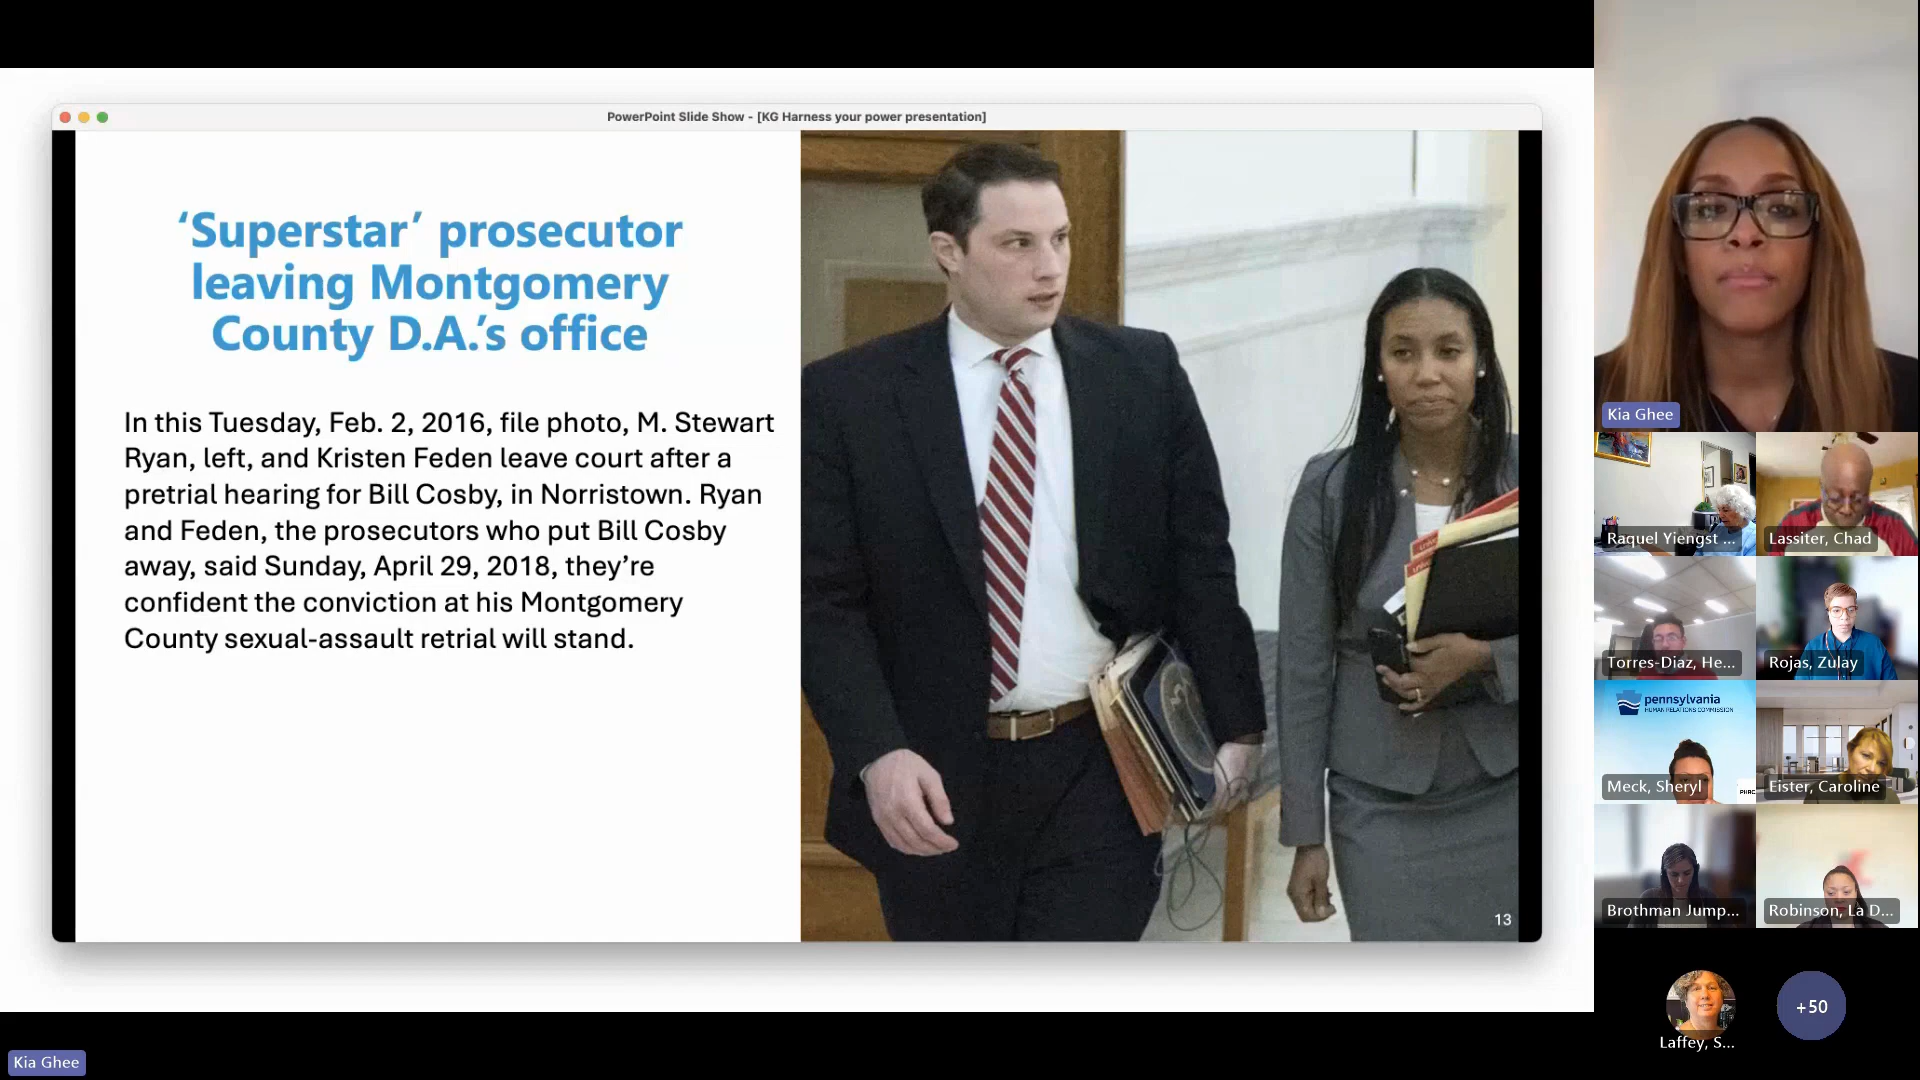 PowerPoint Slide Show - [KG Harness your power presentation]
‘Superstar’ prosecutor
leaving Montgomery
County D.A.’s office
In this Tuesday, Feb. 2, 2016, file photo, M. Stewart
Ryan, left, and Kristen Feden leave court after a
pretrial hearing for Bill Cosby, in Norristown. Ryan
and Feden, the prosecutors who put Bill Cosby
away, said Sunday, April 29, 2018, they’re
confident the conviction at his Montgomery
County sexual-assault retrial will stand.
13
Kia Ghee
Raquel Yiengst ...
Lassiter, Chad
Torres-Diaz, He...
Rojas, Zulay
pennsylvania
HUMAN RELATIONS COMMISSION
Meck, Sheryl
PHRC
Eister, Caroline
Brothman Jump...
Robinson, La D...
Laffey, S...
+50
Kia Ghee